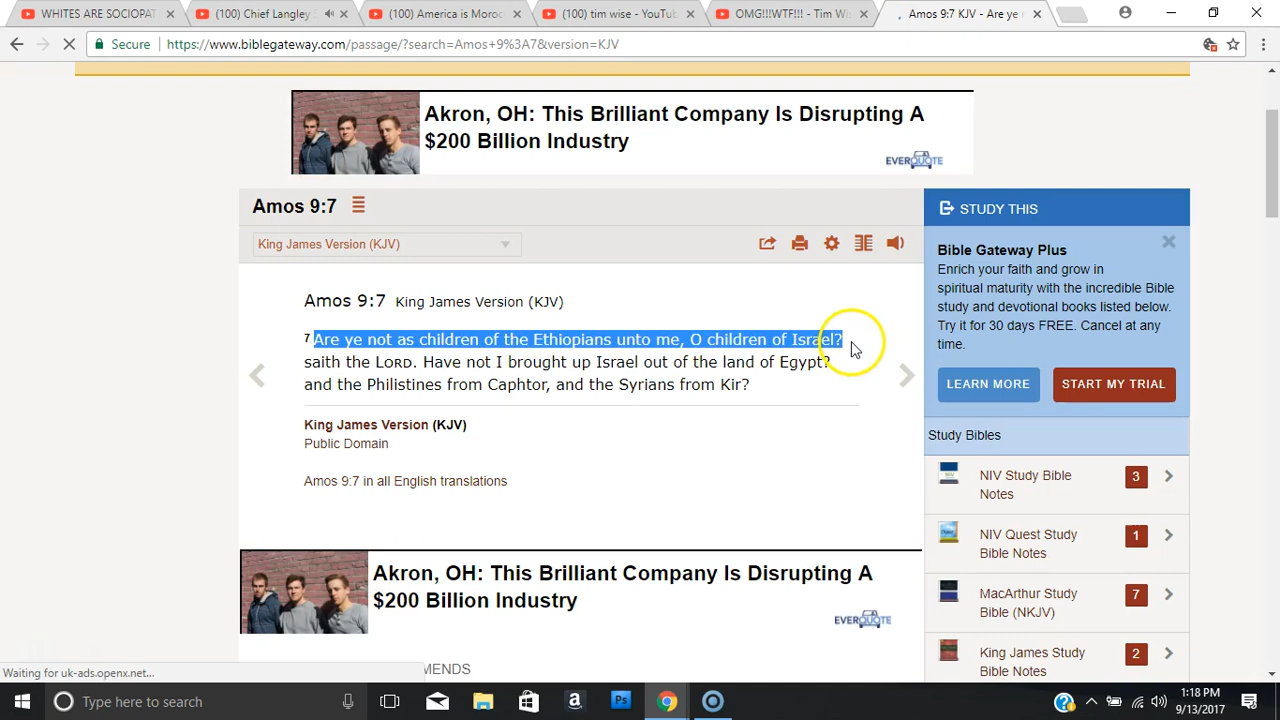 WHITES ARE SOCIOPAT
(100) Chief Langley
(100) America is Moroc
(100) tim wise - YouTub
OMG!!!WTF!!! - Tim Wis
Amos 9:7 KJV - Are ye
Secure
https://www.biblegateway.com/passage/?search=Amos+9%3A7&version=KJV
Akron, OH: This Brilliant Company Is Disrupting A
$200 Billion Industry
EVERQUOTE
Amos 9:7
King James Version (KJV)
Amos 9:7 King James Version (KJV)
7 Are ye not as children of the Ethiopians unto me, O children of Israel?
saith the LORD. Have not I brought up Israel out of the land of Egypt?
and the Philistines from Caphtor, and the Syrians from Kir?
King James Version (KJV)
Public Domain
Amos 9:7 in all English translations
STUDY THIS
Bible Gateway Plus
Enrich your faith and grow in
spiritual maturity with the incredible Bible
study and devotional books listed below.
Try it for 30 days FREE. Cancel at any
time.
LEARN MORE
START MY TRIAL
Study Bibles
NIV Study Bible
Notes
3
NIV Quest Study
Bible Notes
1
MacArthur Study
Bible (NKJV)
7
King James Study
Bible Notes
2
Akron, OH: This Brilliant Company Is Disrupting A
$200 Billion Industry
EVERQUOTE
MENDS
Waiting for uk-ads.openx.net...
Type here to search
a
Ps
1:18 PM
9/13/2017